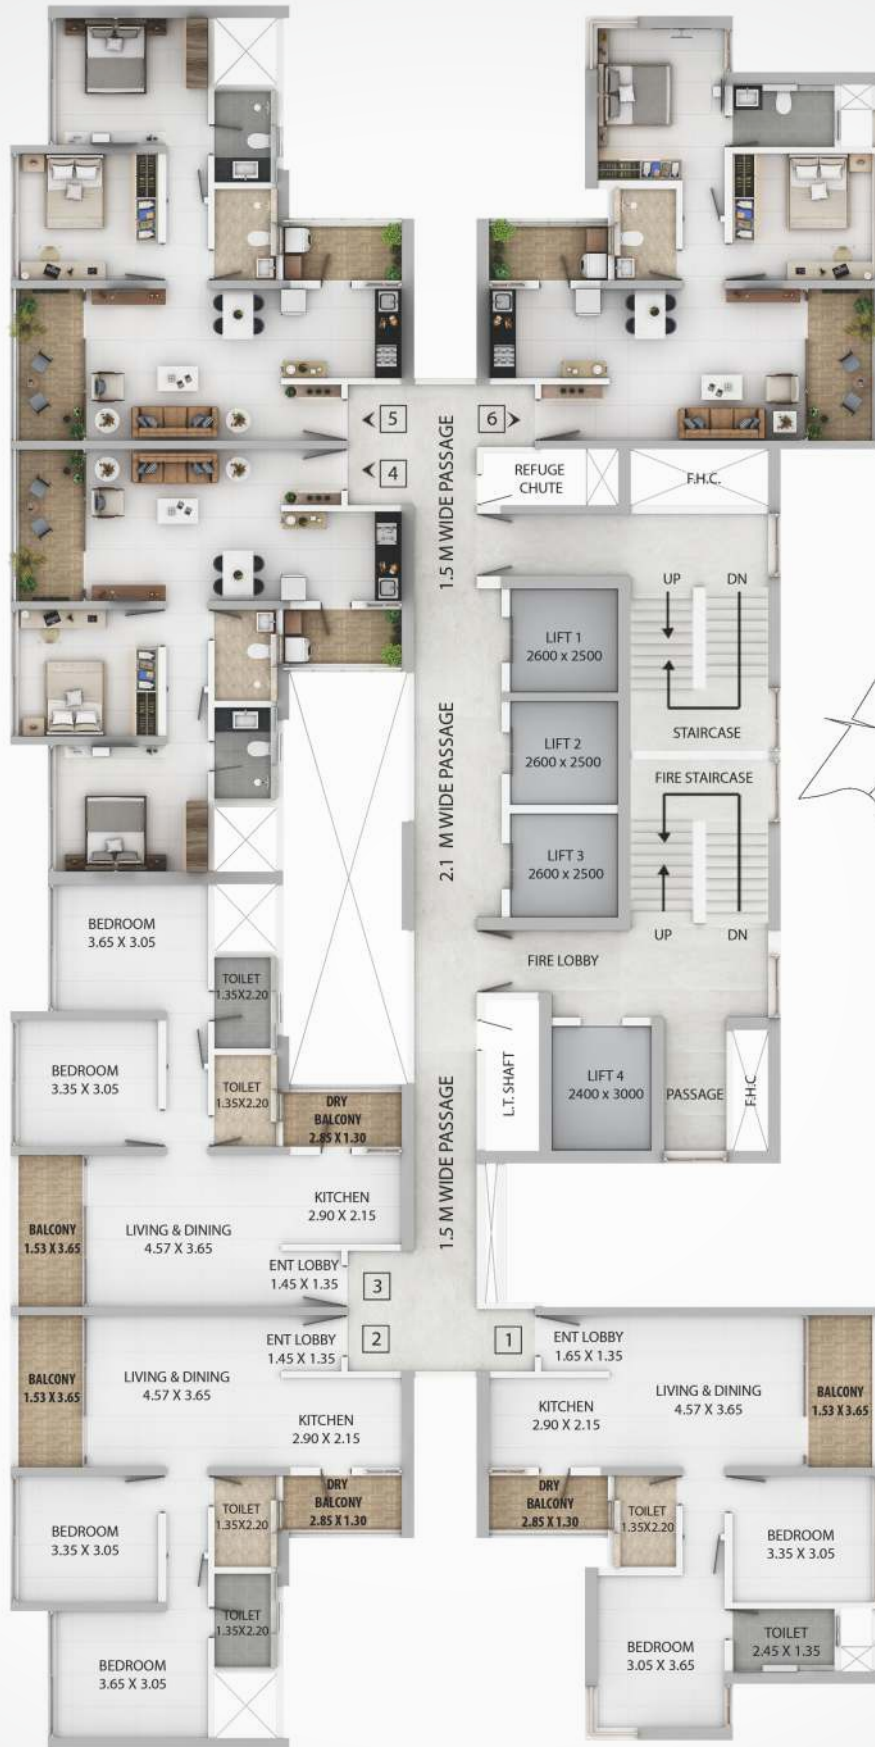 5
6
4
1.5 M WIDE PASSAGE
REFUGE
CHUTE
F.H.C.
UP
DN
LIFT 1
2600 x 2500
STAIRCASE
2.1 M WIDE PASSAGE
LIFT 2
2600 x 2500
FIRE STAIRCASE
LIFT 3
2600 x 2500
UP
DN
FIRE LOBBY
BEDROOM
3.65 X 3.05
TOILET
1.35X2.20
BEDROOM
3.35 X 3.05
TOILET
1.35X2.20
DRY
BALCONY
2.85 X 1.30
L.T. SHAFT
LIFT 4
2400 x 3000
PASSAGE
F.H.C
1.5 M WIDE PASSAGE
KITCHEN
2.90 X 2.15
BALCONY
1.53 X 3.65
LIVING & DINING
4.57 X 3.65
ENT LOBBY
1.45 X 1.35
3
2
1
ENT LOBBY
1.45 X 1.35
BALCONY
1.53 X 3.65
LIVING & DINING
4.57 X 3.65
KITCHEN
2.90 X 2.15
DRY
BALCONY
2.85 X 1.30
TOILET
1.35X2.20
BEDROOM
3.35 X 3.05
TOILET
1.35X2.20
BEDROOM
3.65 X 3.05
ENT LOBBY
1.65 X 1.35
LIVING & DINING
4.57 X 3.65
BALCONY
1.53 X 3.65
KITCHEN
2.90 X 2.15
DRY
BALCONY
2.85 X 1.30
TOILET
1.35X2.20
BEDROOM
3.35 X 3.05
BEDROOM
3.05 X 3.65
TOILET
2.45 X 1.35